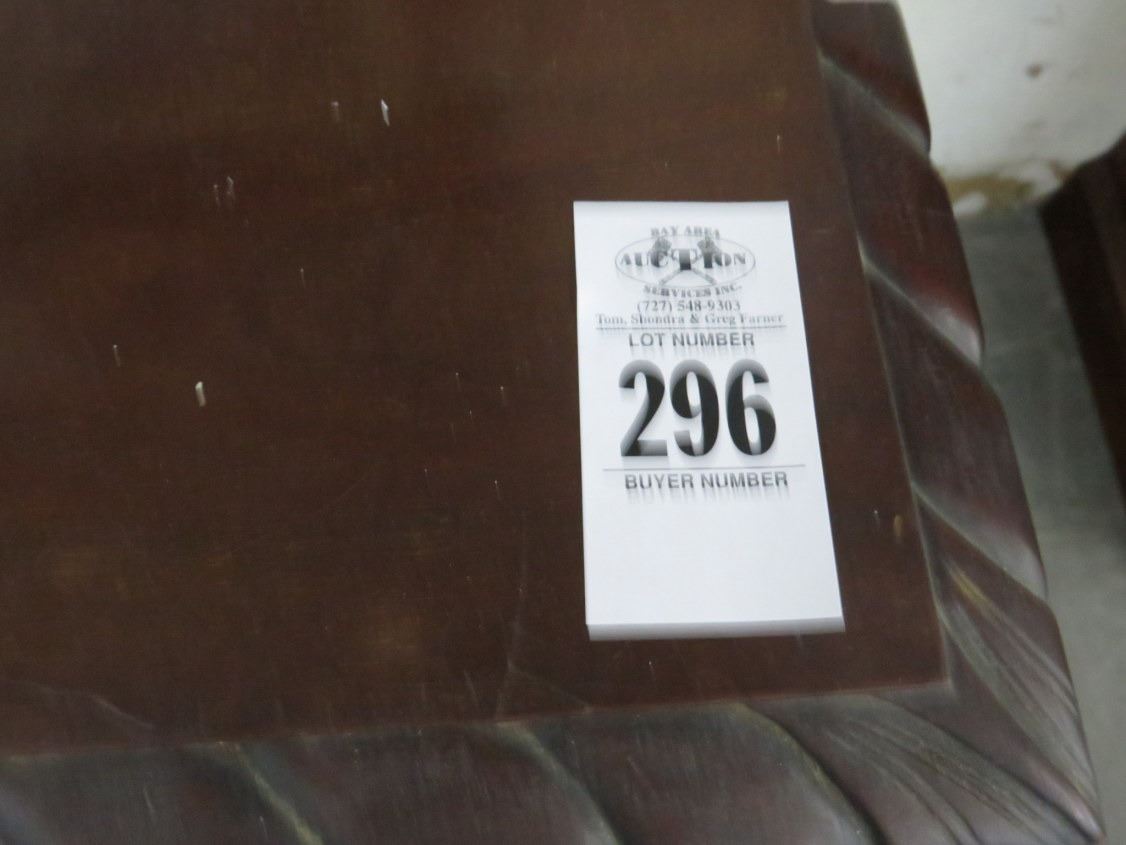 BAY AREA
AUCTION
SERVICES INC.
(727) 548-9303
Tom, Shondra & Greg Farner
LOT NUMBER
296
BUYER NUMBER